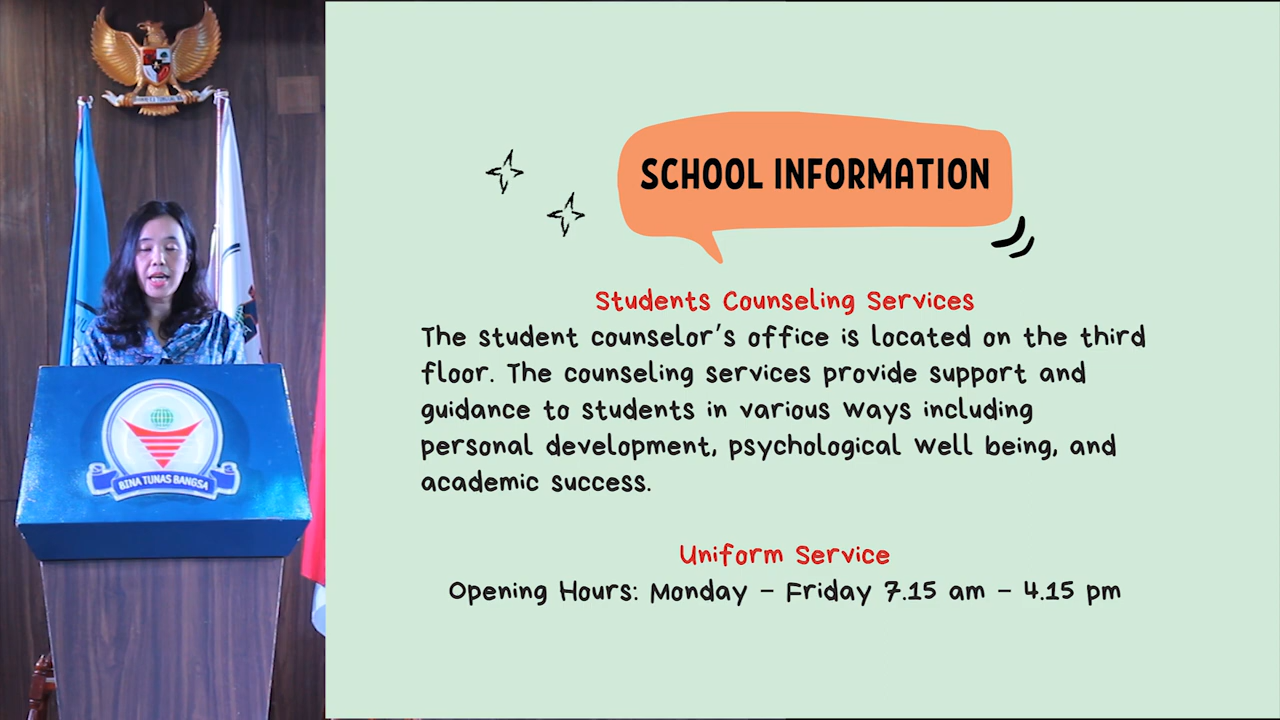 SCHOOL INFORMATION
Students Counseling Services
The student counselor's office is located on the third
floor. The counseling services provide support and
guidance to students in various ways including
personal development, psychological well being, and
academic success.
Uniform Service
Opening Hours: Monday - Friday 7.15 am - 4.15 pm
BINA TUNAS BANGSA